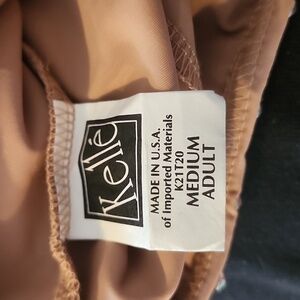 Kellé
MADE IN U.S.A.
of Imported Materials
K21T20
MEDIUM
ADULT